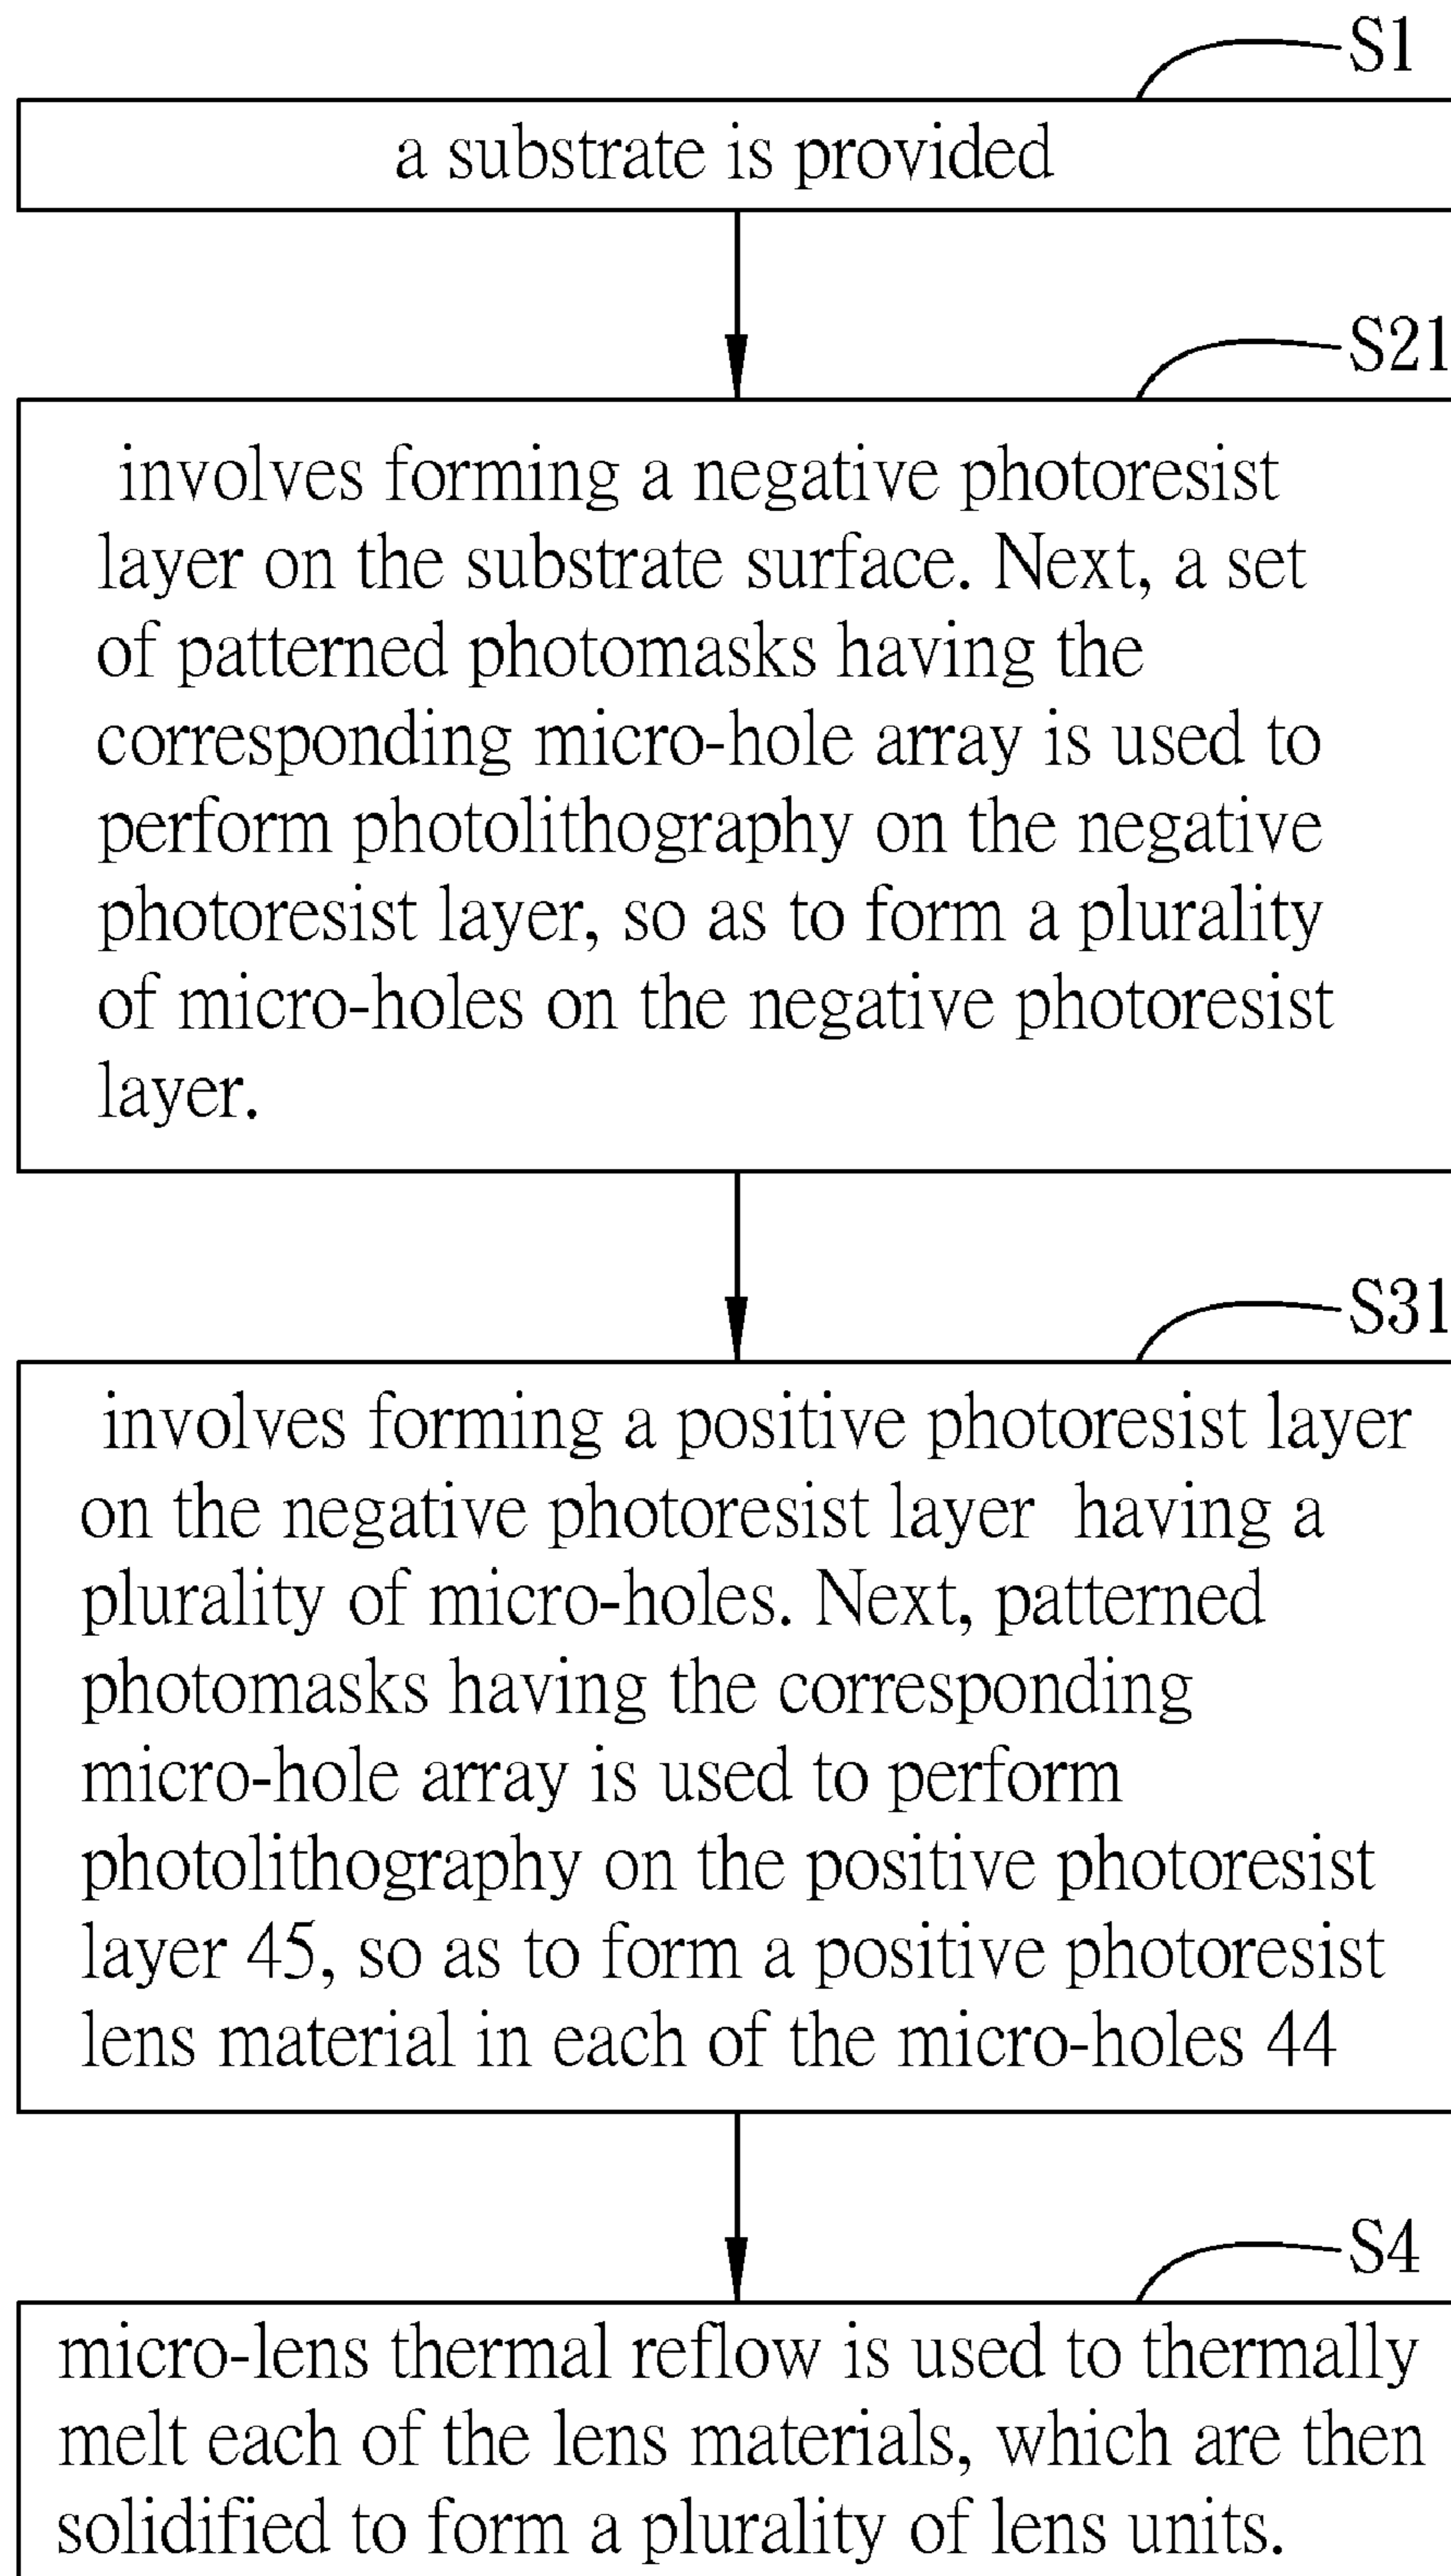 S1
a substrate is provided
S21
involves forming a negative photoresist
layer on the substrate surface. Next, a set
of patterned photomasks having the
corresponding micro-hole array is used to
perform photolithography on the negative
photoresist layer, so as to form a plurality
of micro-holes on the negative photoresist
layer.
S31
involves forming a positive photoresist layer
on the negative photoresist layer having a
plurality of micro-holes. Next, patterned
photomasks having the corresponding
micro-hole array is used to perform
photolithography on the positive photoresist
layer 45, so as to form a positive photoresist
lens material in each of the micro-holes 44
S4
micro-lens thermal reflow is used to thermally
melt each of the lens materials, which are then
solidified to form a plurality of lens units.